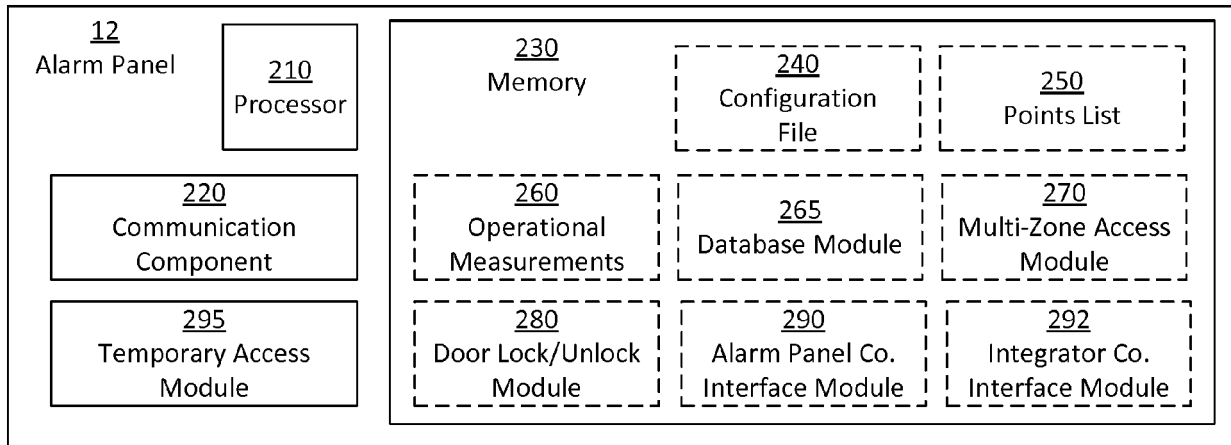 12
Alarm Panel
210
Processor
220
Communication
Component
295
Temporary Access
Module
230
Memory
240
Configuration
File
250
Points List
260
Operational
Measurements
265
Database Module
270
Multi-Zone Access
Module
280
Door Lock/Unlock
Module
290
Alarm Panel Co.
Interface Module
292
Integrator Co.
Interface Module